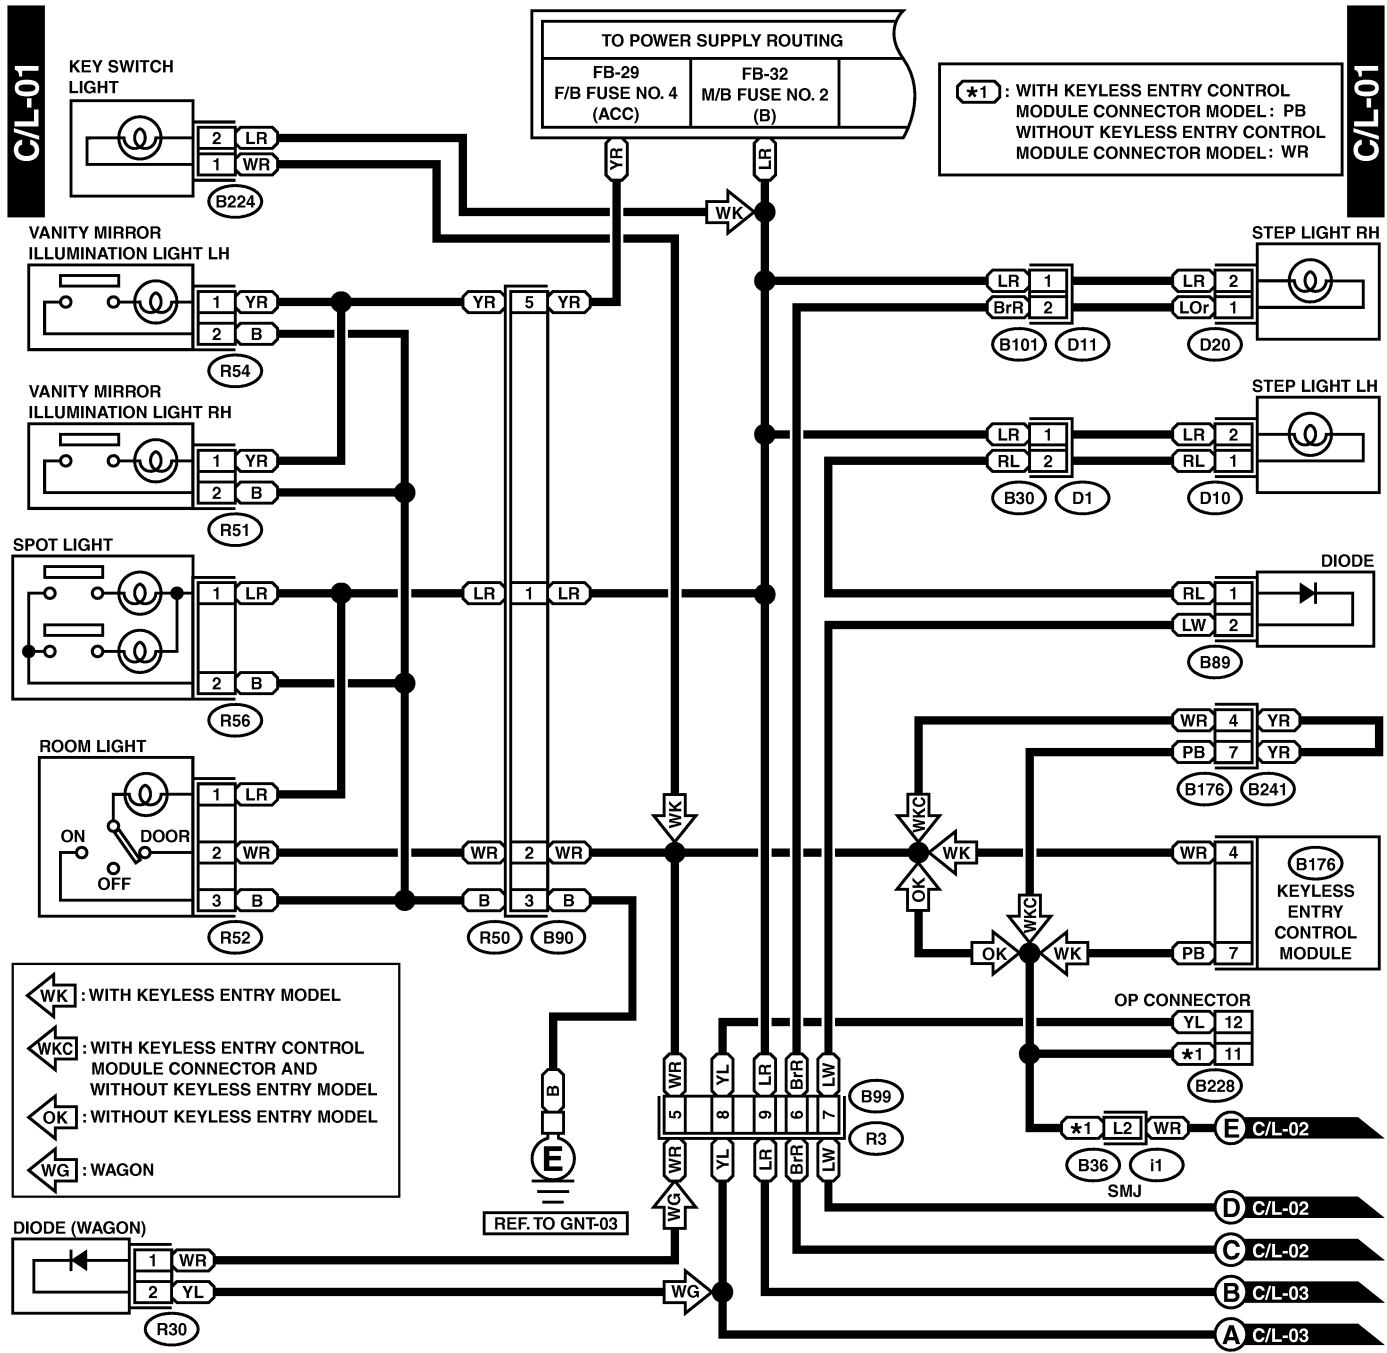 C/L-01
KEY SWITCH
LIGHT
2 LR
1 WR
B224
TO POWER SUPPLY ROUTING
FB-29
F/B FUSE NO. 4
(ACC)
FB-32
M/B FUSE NO. 2
(B)
YR
LR
WK
*1 : WITH KEYLESS ENTRY CONTROL
MODULE CONNECTOR MODEL: PB
WITHOUT KEYLESS ENTRY CONTROL
MODULE CONNECTOR MODEL: WR
C/L-01
VANITY MIRROR
ILLUMINATION LIGHT LH
1 YR
2 B
R54
YR 5 YR
STEP LIGHT RH
LR 1 LR 2
BrR 2 LOr 1
B101 D11 D20
VANITY MIRROR
ILLUMINATION LIGHT RH
1 YR
2 B
R51
STEP LIGHT LH
LR 1 LR 2
RL 2 RL 1
B30 D1 D10
SPOT LIGHT
1 LR
2 B
R56
LR 1 LR
DIODE
RL 1
LW 2
B89
WR 4 YR
PB 7 YR
B176 B241
ROOM LIGHT
ON
DOOR
OFF
1 LR
2 WR
3 B
R52
WR 2 WR
B 3 B
R50 B90
WK
WKC
WK
OK
WKC
OK
WK
WR 4
PB 7
B176
KEYLESS
ENTRY
CONTROL
MODULE
OP CONNECTOR
YL 12
*1 11
B228
WK : WITH KEYLESS ENTRY MODEL
WKC : WITH KEYLESS ENTRY CONTROL
MODULE CONNECTOR AND
WITHOUT KEYLESS ENTRY MODEL
OK : WITHOUT KEYLESS ENTRY MODEL
WG : WAGON
B
E
REF. TO GNT-03
WR YL LR BrR LW
5 8 9 6 7
WR YL LR BrR LW
B99
R3
*1 L2 WR
B36 i1
SMJ
E C/L-02
D C/L-02
C C/L-02
B C/L-03
A C/L-03
DIODE (WAGON)
1 WR
2 YL
R30
WG
WG